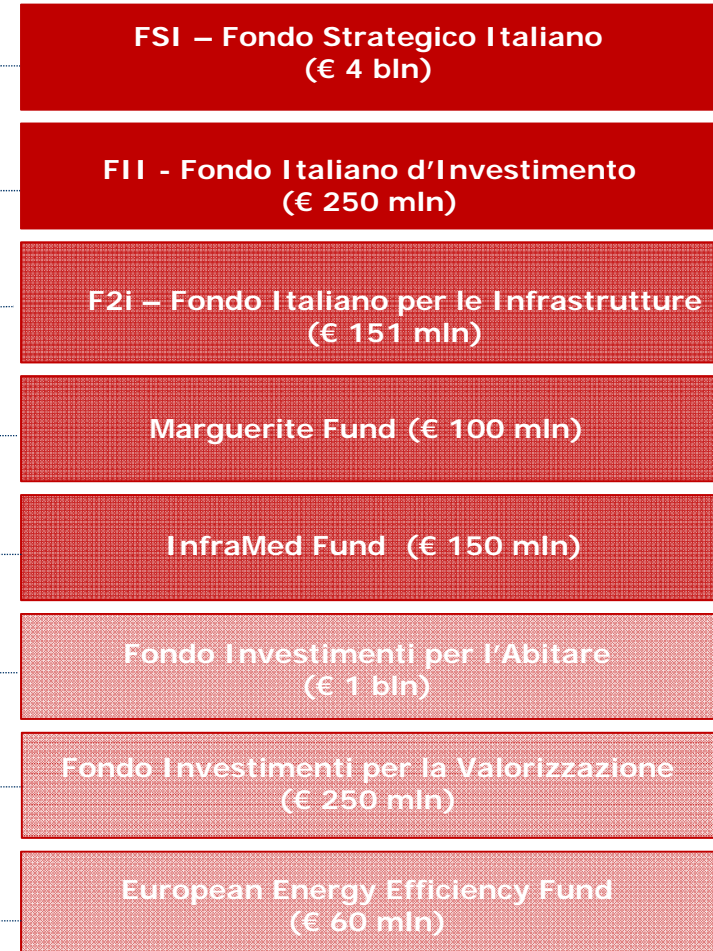 FSI – Fondo Strategico Italiano
(€ 4 bln)
FII - Fondo Italiano d'Investimento
(€ 250 mln)
F2i – Fondo Italiano per le Infrastrutture
(€ 151 mln)
Marguerite Fund (€ 100 mln)
InfraMed Fund (€ 150 mln)
Fondo Investimenti per l'Abitare
(€ 1 bln)
Fondo Investimenti per la Valorizzazione
(€ 250 mln)
European Energy Efficiency Fund
(€ 60 mln)